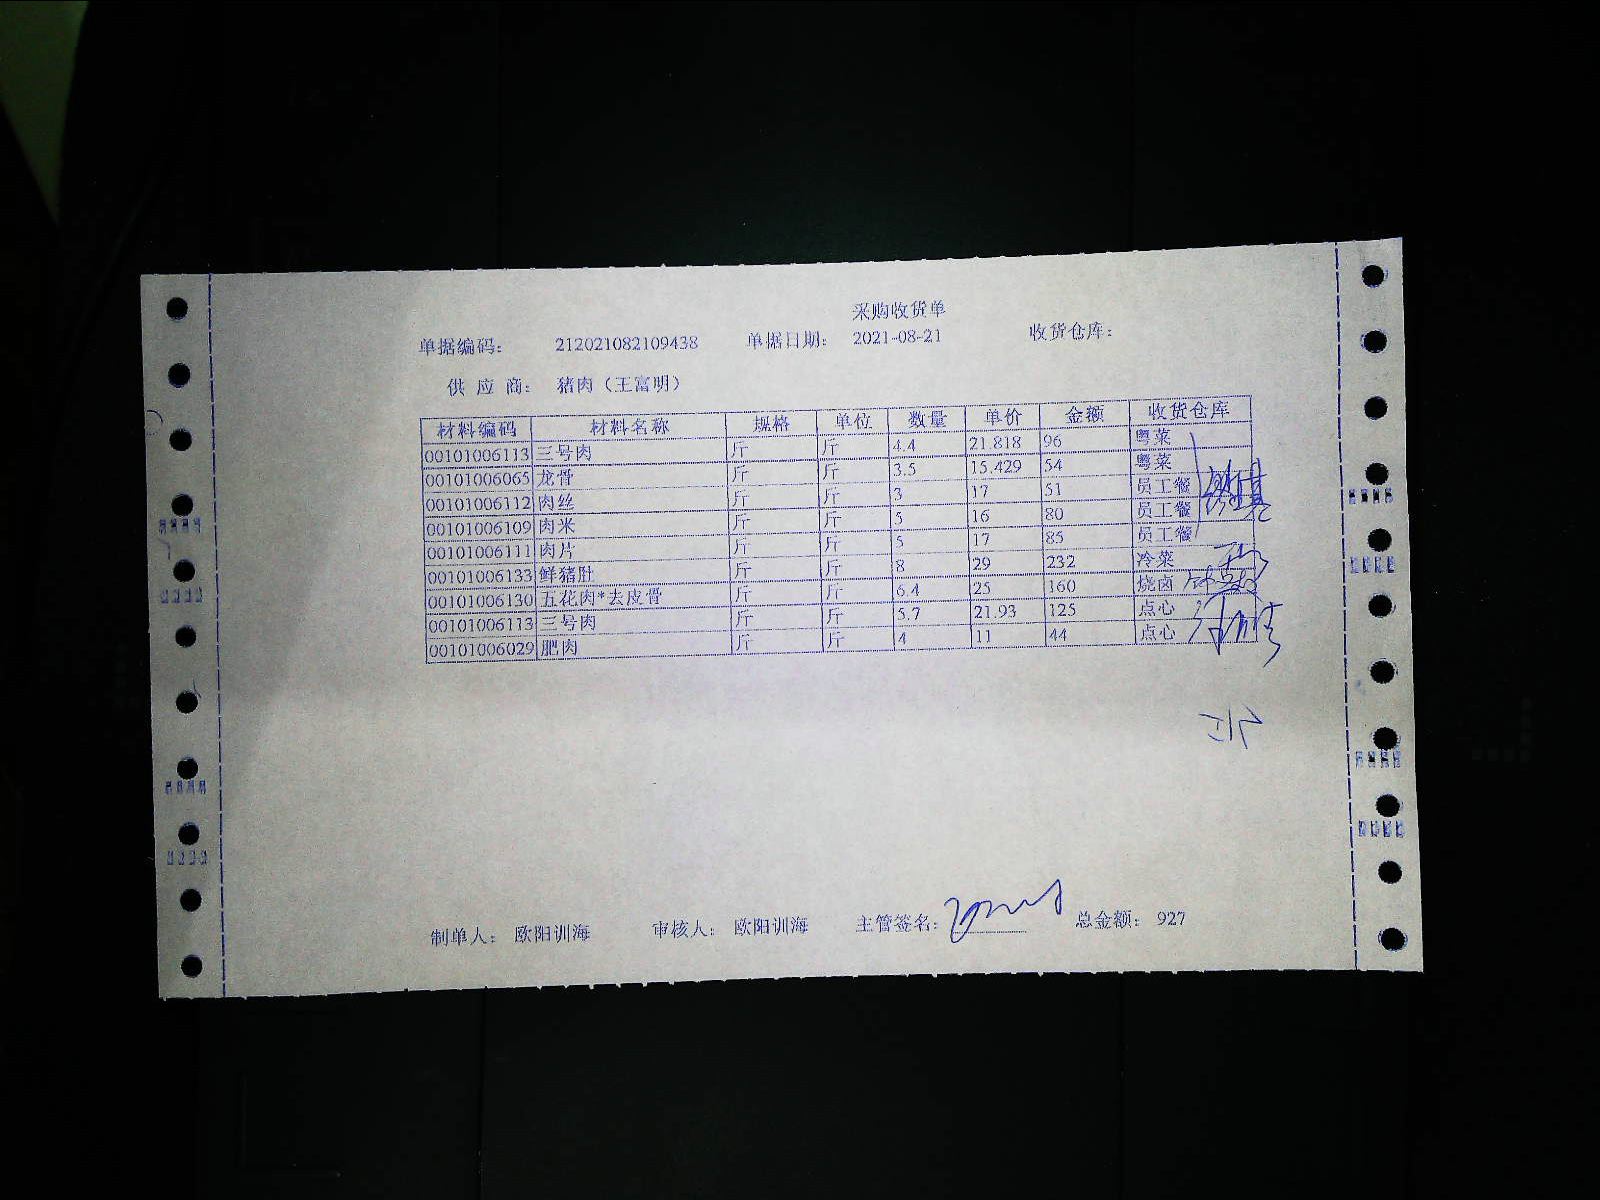 采购收货单
单据编码: 212021082109438 单据日期: 2021-08-21 收货仓库:
供 应 商: 猪肉（王富明）
材料编码 材料名称 规格 单位 数量 单价 金额 收货仓库
00101006113 三号肉 斤 斤 4.4 21.818 96 粤菜
00101006065 龙骨 斤 斤 3.5 15.429 54 粤菜
00101006112 肉丝 斤 斤 3 17 51 员工餐
00101006109 肉米 斤 斤 5 16 80 员工餐
00101006111 肉片 斤 斤 5 17 85 员工餐
00101006133 鲜猪肚 斤 斤 8 29 232 冷菜
00101006130 五花肉*去皮骨 斤 斤 6.4 25 160 烧卤
00101006113 三号肉 斤 斤 5.7 21.93 125 点心
00101006029 肥肉 斤 斤 4 11 44 点心
制单人: 欧阳训海 审核人: 欧阳训海 主管签名: 总金额: 927